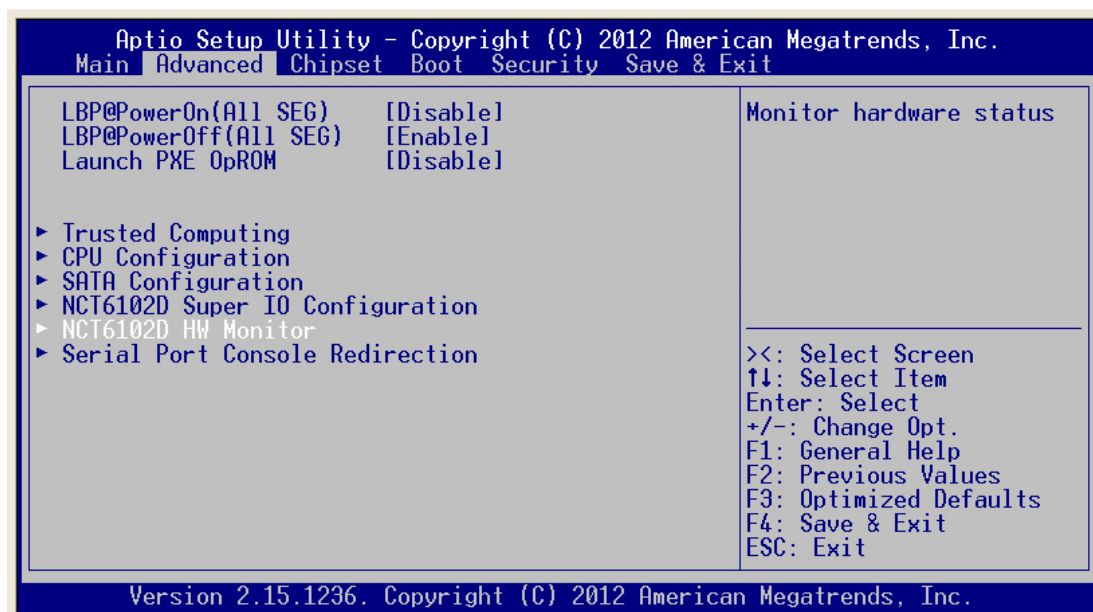 Aptio Setup Utility - Copyright (C) 2012 American Megatrends, Inc.
Main Advanced Chipset Boot Security Save & Exit
LBP@PowerOn(All SEG) [Disable]
LBP@PowerOff(All SEG) [Enable]
Launch PXE OpROM [Disable]
► Trusted Computing
► CPU Configuration
► SATA Configuration
► NCT6102D Super IO Configuration
► NCT6102D HW Monitor
► Serial Port Console Redirection
Monitor hardware status
><: Select Screen
↑↓: Select Item
Enter: Select
+/-: Change Opt.
F1: General Help
F2: Previous Values
F3: Optimized Defaults
F4: Save & Exit
ESC: Exit
Version 2.15.1236. Copyright (C) 2012 American Megatrends, Inc.